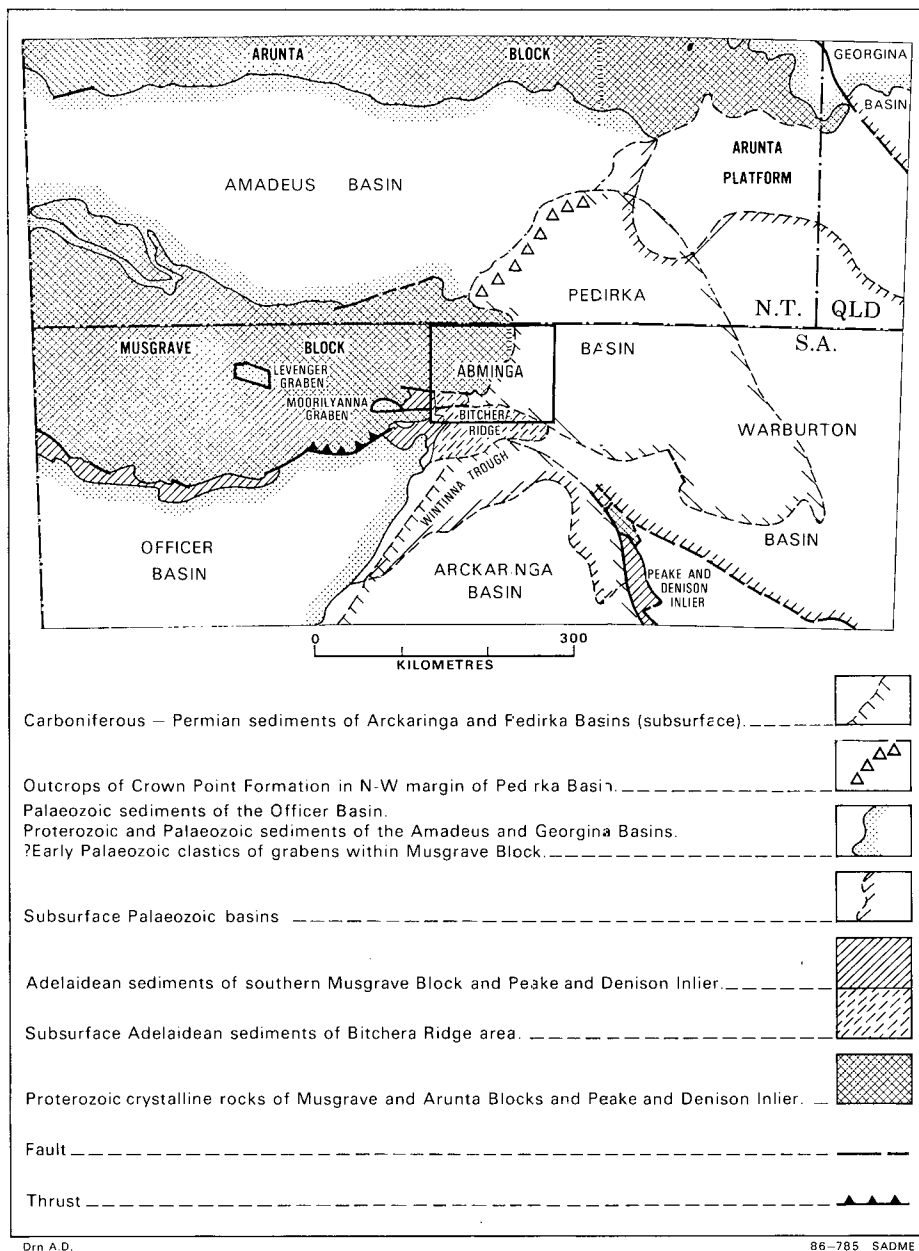 ARUNTA BLOCK
GEORGINA
BASIN
ARUNTA
PLATFORM
AMADEUS BASIN
PEDIRKA
N.T. QLD
S.A.
MUSGRAVE BLOCK
BASIN
LEVENGER
GRABEN
ABMINGA
MOORILYANNA
GRABEN
BITCHERA
RIDGE
WARBURTON
WINTINNA TROUGH
OFFICER
BASIN
BASIN
ARCKARINGA
BASIN
PEAKE AND
DENISON
INLIER
0 300
KILOMETRES
Carboniferous – Permian sediments of Arckaringa and Pedirka Basins (subsurface).
Outcrops of Crown Point Formation in N-W margin of Ped rka Basin.
Palaeozoic sediments of the Officer Basin.
Proterozoic and Palaeozoic sediments of the Amadeus and Georgina Basins.
?Early Palaeozoic clastics of grabens within Musgrave Block.
Subsurface Palaeozoic basins
Adelaidean sediments of southern Musgrave Block and Peake and Denison Inlier.
Subsurface Adelaidean sediments of Bitchera Ridge area.
Proterozoic crystalline rocks of Musgrave and Arunta Blocks and Peake and Denison Inlier.
Fault
Thrust
Drn A.D. 86–785 SADME